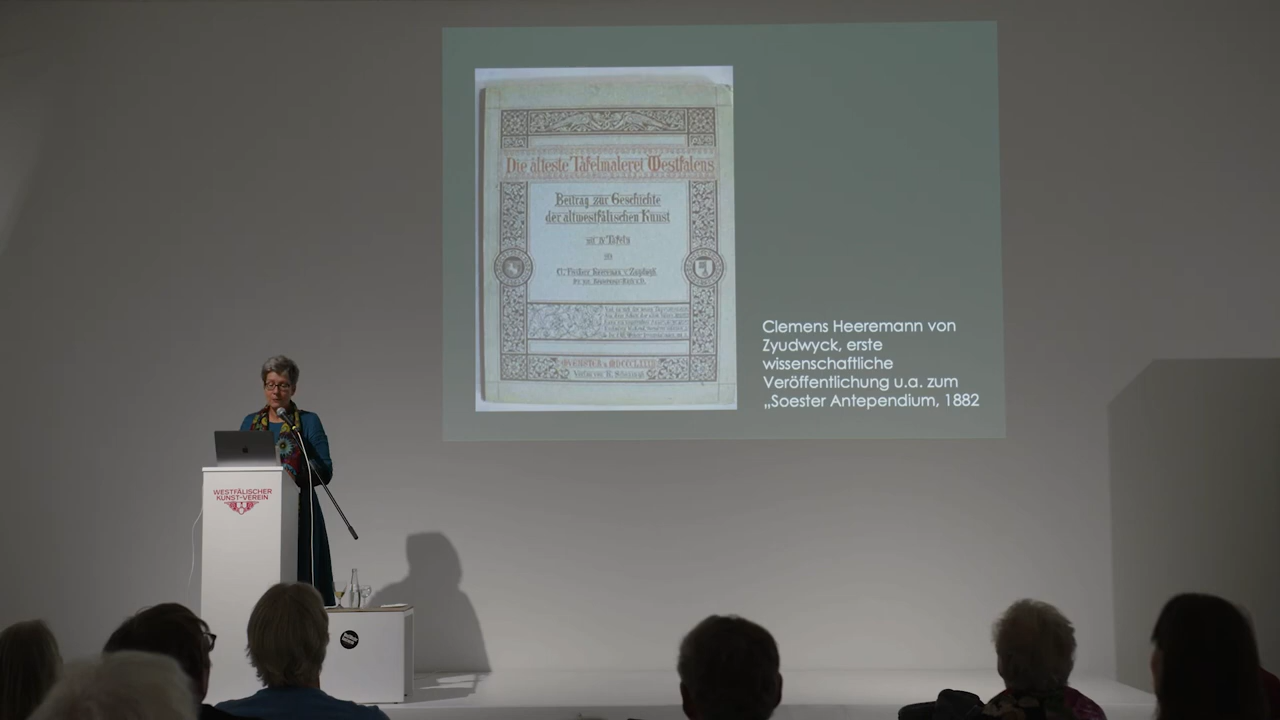 Die älteste Tafelmalerei Westfalens
Beitrag zur Geschichte
der altwestfälischen Kunst
Clemens Heeremann von
Zyudwyck, erste
wissenschaftliche
Veröffentlichung u.a. zum
„Soester Antependium, 1882
WESTFÄLISCHER
KUNST-VEREIN